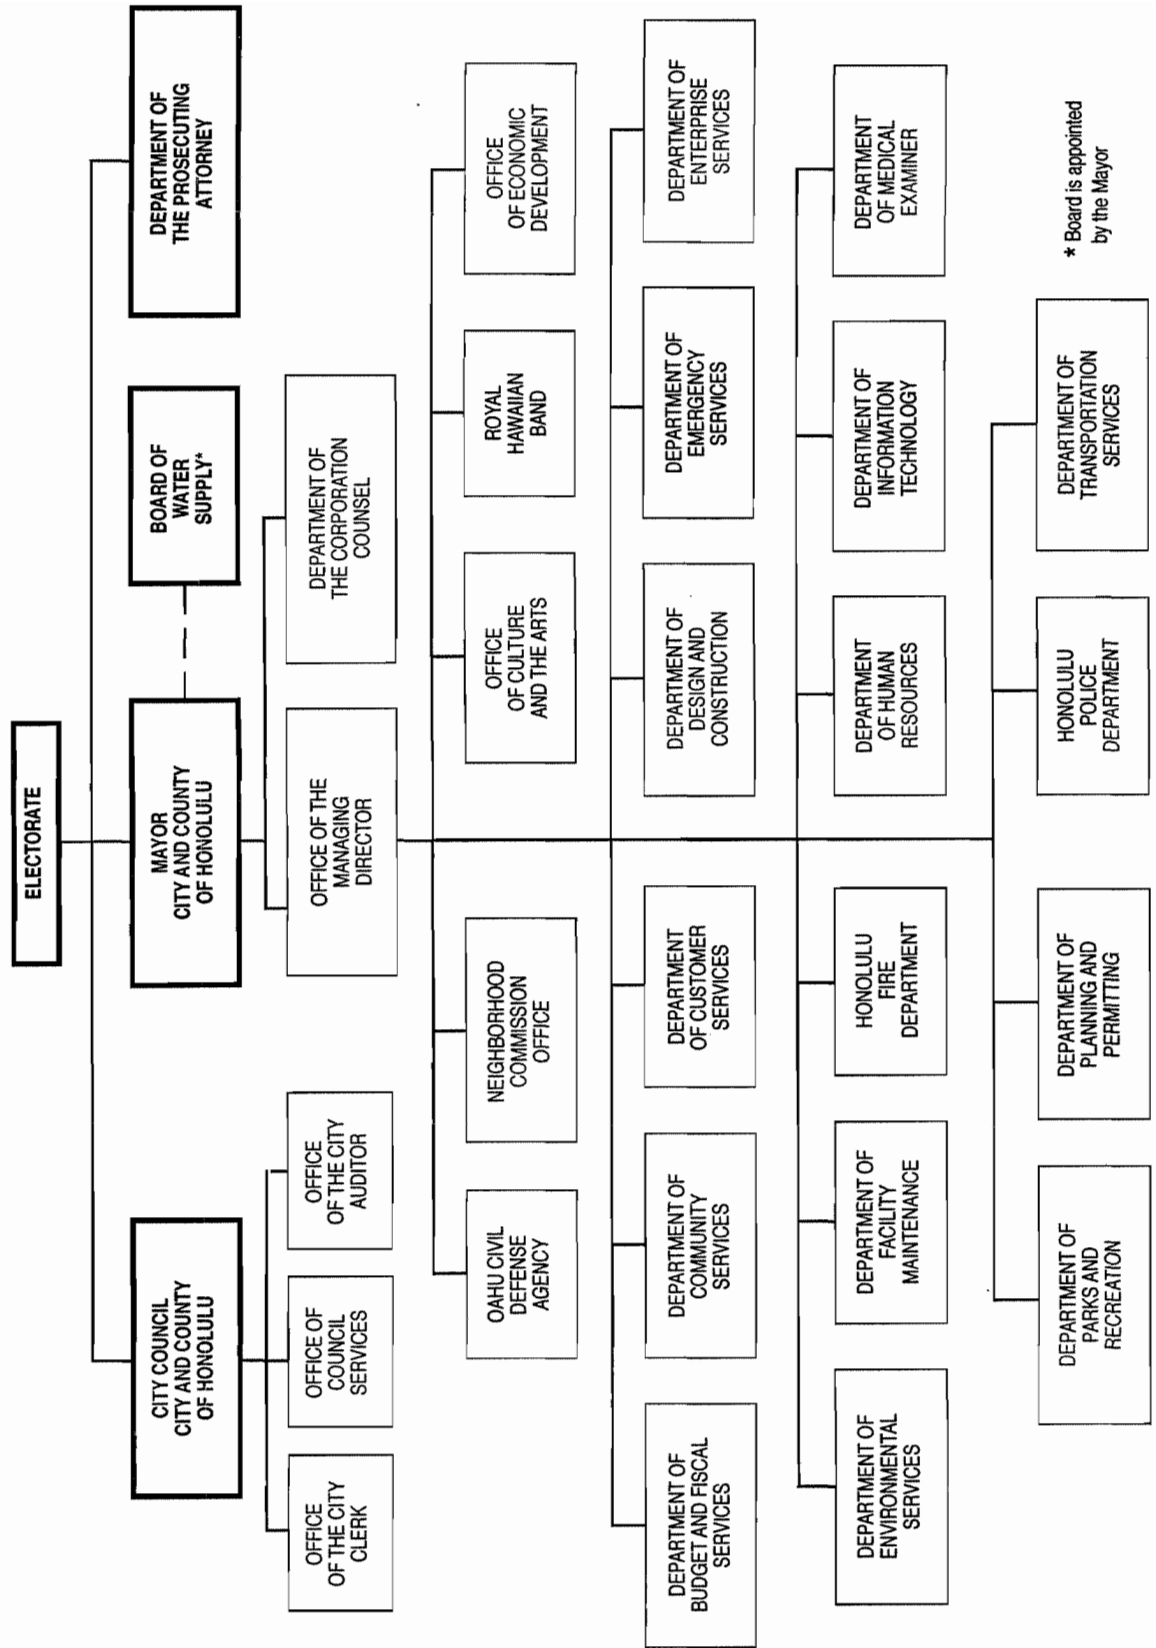 ELECTORATE
CITY COUNCIL
CITY AND COUNTY
OF HONOLULU
MAYOR
CITY AND COUNTY
OF HONOLULU
BOARD OF
WATER
SUPPLY*
DEPARTMENT OF
THE PROSECUTING
ATTORNEY
OFFICE
OF THE CITY
CLERK
OFFICE OF
COUNCIL
SERVICES
OFFICE
OF THE CITY
AUDITOR
OFFICE OF THE
MANAGING
DIRECTOR
DEPARTMENT OF
THE CORPORATION
COUNSEL
OAHU CIVIL
DEFENSE
AGENCY
NEIGHBORHOOD
COMMISSION
OFFICE
OFFICE
OF CULTURE
AND THE ARTS
ROYAL
HAWAIIAN
BAND
OFFICE
OF ECONOMIC
DEVELOPMENT
DEPARTMENT OF
BUDGET AND FISCAL
SERVICES
DEPARTMENT OF
COMMUNITY
SERVICES
DEPARTMENT
OF CUSTOMER
SERVICES
DEPARTMENT OF
DESIGN AND
CONSTRUCTION
DEPARTMENT OF
EMERGENCY
SERVICES
DEPARTMENT OF
ENTERPRISE
SERVICES
DEPARTMENT OF
ENVIRONMENTAL
SERVICES
DEPARTMENT OF
FACILITY
MAINTENANCE
HONOLULU
FIRE
DEPARTMENT
DEPARTMENT
OF HUMAN
RESOURCES
DEPARTMENT OF
INFORMATION
TECHNOLOGY
DEPARTMENT
OF MEDICAL
EXAMINER
DEPARTMENT OF
PARKS AND
RECREATION
DEPARTMENT OF
PLANNING AND
PERMITTING
HONOLULU
POLICE
DEPARTMENT
DEPARTMENT OF
TRANSPORTATION
SERVICES
* Board is appointed
by the Mayor